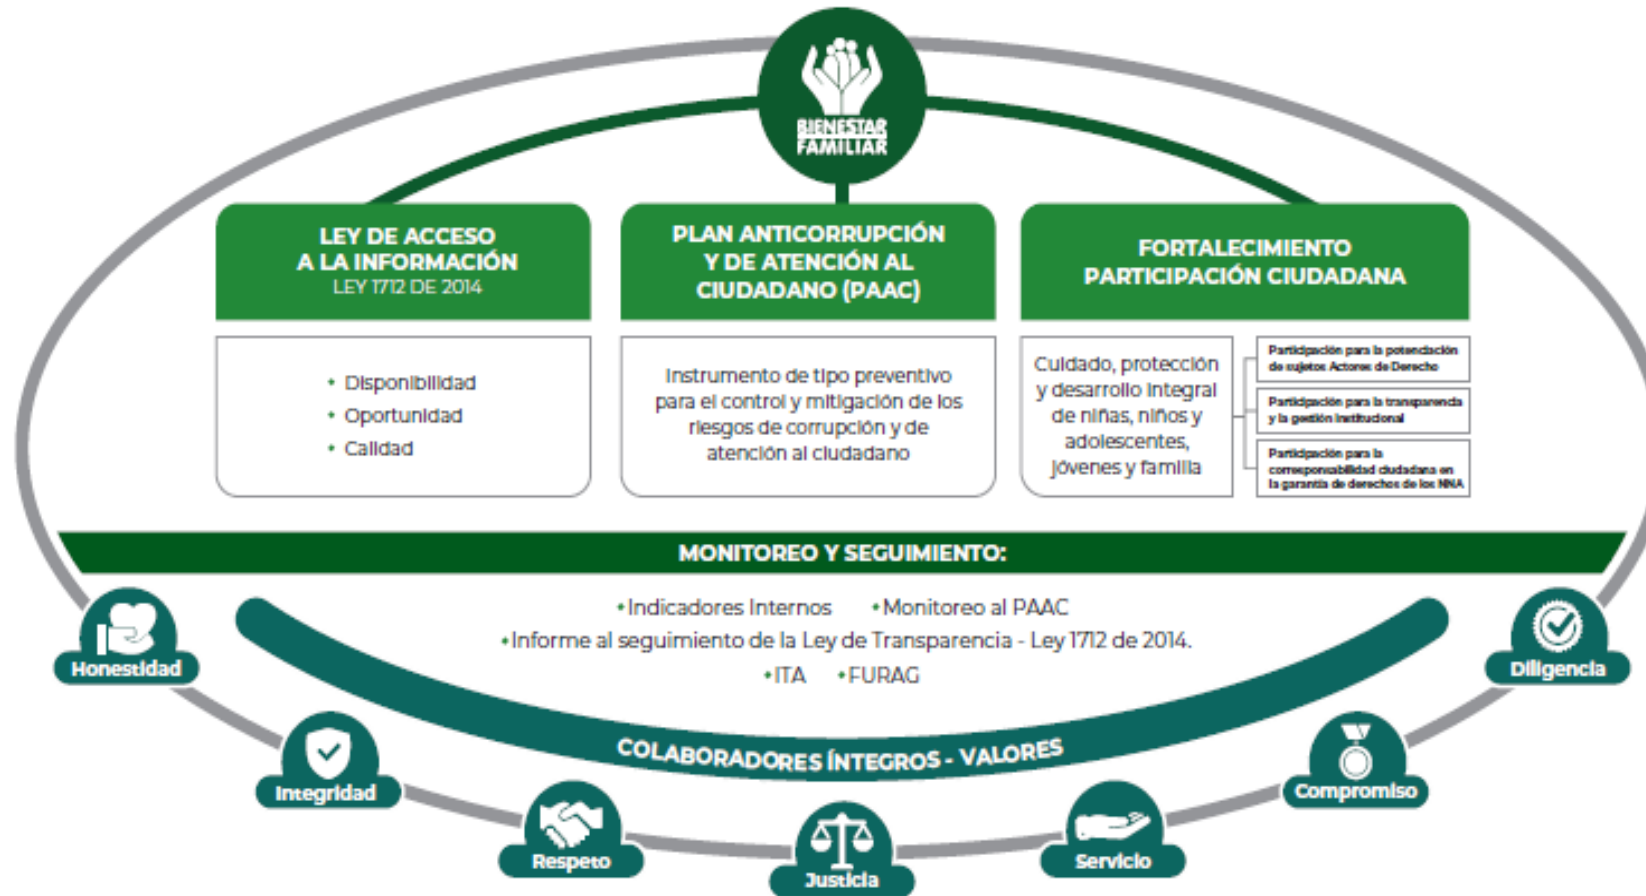 BIENESTAR
FAMILIAR
LEY DE ACCESO
A LA INFORMACIÓN
LEY 1712 DE 2014
• Disponibilidad
• Oportunidad
• Calidad
PLAN ANTICORRUPCIÓN
Y DE ATENCIÓN AL
CIUDADANO (PAAC)
Instrumento de tipo preventivo
para el control y mitigación de los
riesgos de corrupción y de
atención al ciudadano
FORTALECIMIENTO
PARTICIPACIÓN CIUDADANA
Cuidado, protección
y desarrollo integral
de niñas, niños y
adolescentes,
jóvenes y familia
Participación para la potenciación
de sujetos Actores de Derecho
Participación para la transparencia
y la gestión institucional
Participación para la
corresponsabilidad ciudadana en
la garantía de derechos de los NNA
MONITOREO Y SEGUIMIENTO:
•Indicadores Internos •Monitoreo al PAAC
•Informe al seguimiento de la Ley de Transparencia - Ley 1712 de 2014.
•ITA •FURAG
COLABORADORES ÍNTEGROS - VALORES
Honestidad
Integridad
Respeto
Justicia
Servicio
Compromiso
Diligencia